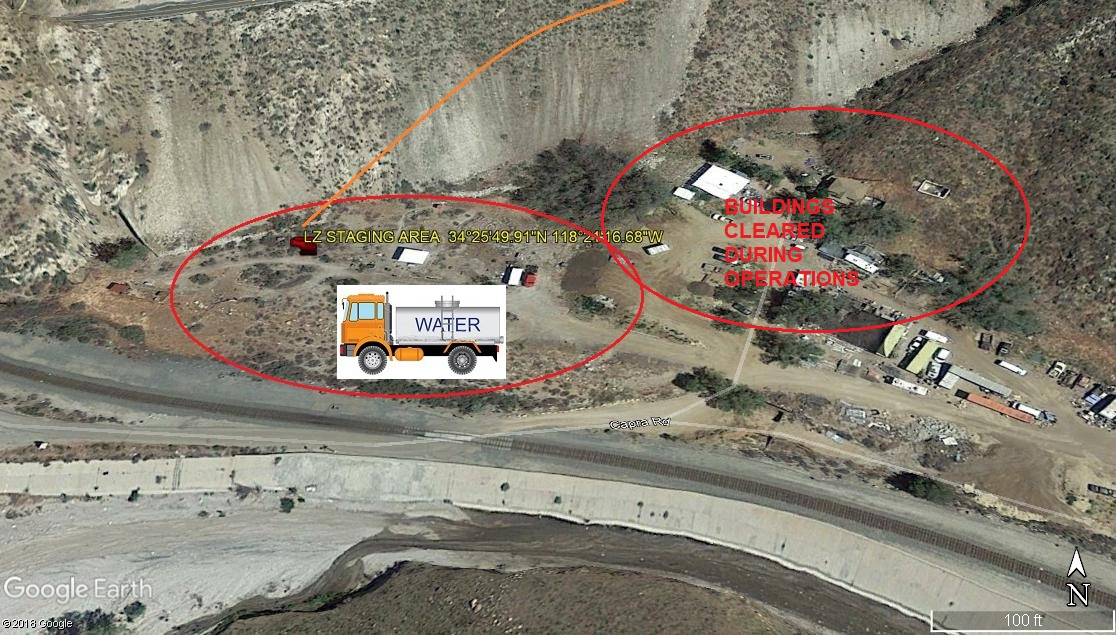 LZ STAGING AREA 34°25'49.91"N 118°21'16.68"W
BUILDINGS
CLEARED
DURING
OPERATIONS
WATER
Capra Rd
Google Earth
©2018 Google
N
100 ft